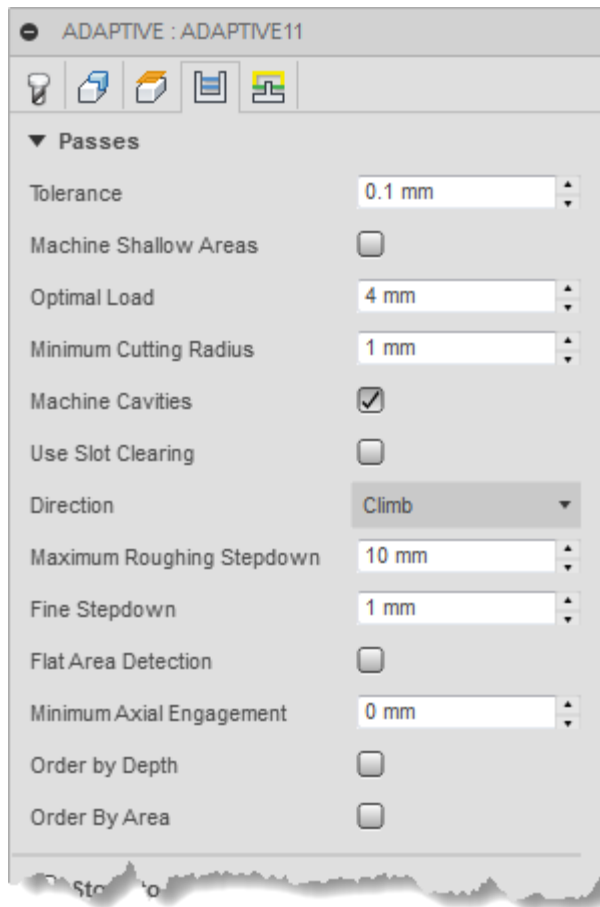 ADAPTIVE : ADAPTIVE11
Passes
Tolerance 0.1 mm
Machine Shallow Areas
Optimal Load 4 mm
Minimum Cutting Radius 1 mm
Machine Cavities
Use Slot Clearing
Direction Climb
Maximum Roughing Stepdown 10 mm
Fine Stepdown 1 mm
Flat Area Detection
Minimum Axial Engagement 0 mm
Order by Depth
Order By Area